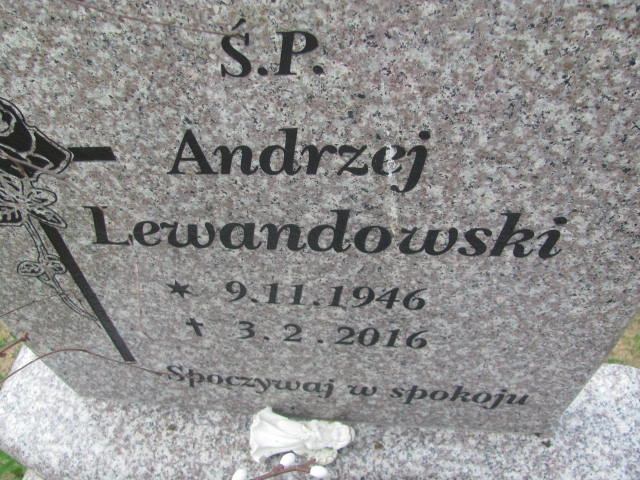 Ś.P.
Andrzej
Lewandowski
* 9.11.1946
✝ 3.2.2016
Spoczywaj w spokoju